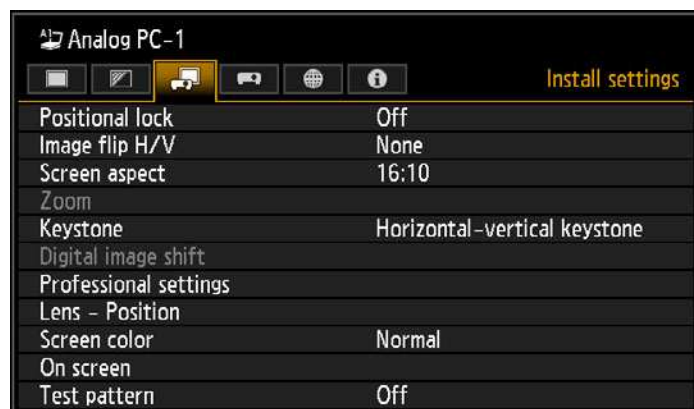 Analog PC-1
Install settings
Positional lock Off
Image flip H/V None
Screen aspect 16:10
Zoom
Keystone Horizontal-vertical keystone
Digital image shift
Professional settings
Lens - Position
Screen color Normal
On screen
Test pattern Off